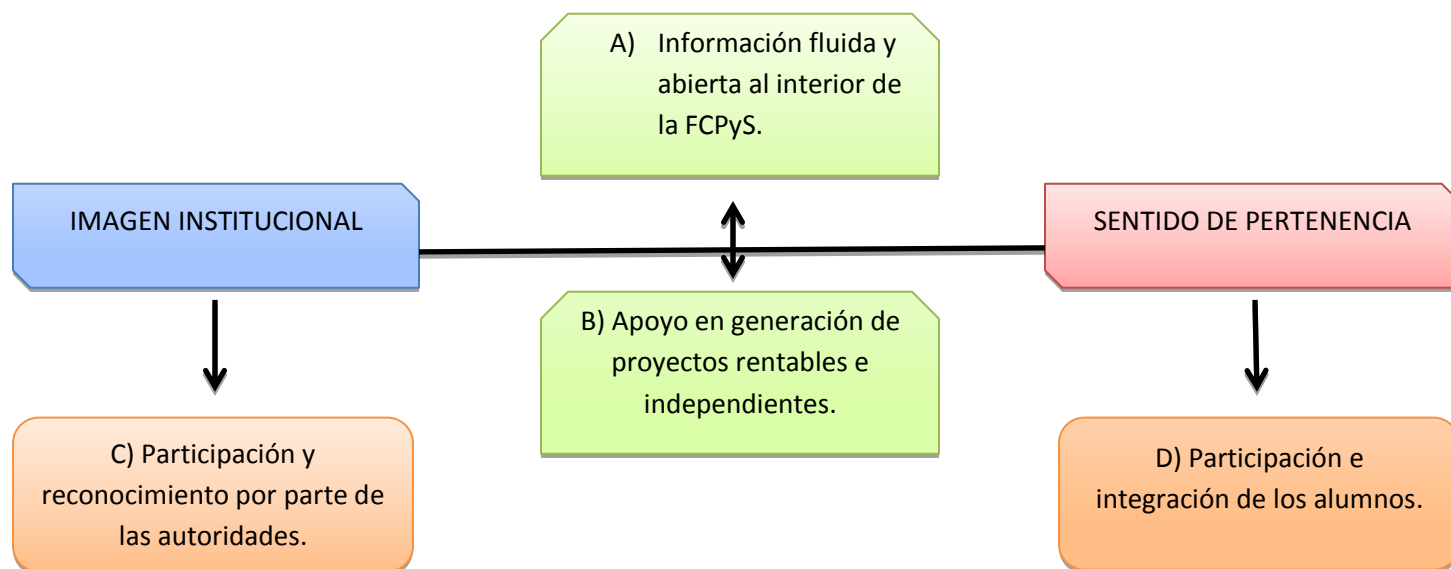 A) Información fluida y
abierta al interior de
la FCPyS.
IMAGEN INSTITUCIONAL
SENTIDO DE PERTENENCIA
B) Apoyo en generación de
proyectos rentables e
independientes.
C) Participación y
reconocimiento por parte de
las autoridades.
D) Participación e
integración de los alumnos.